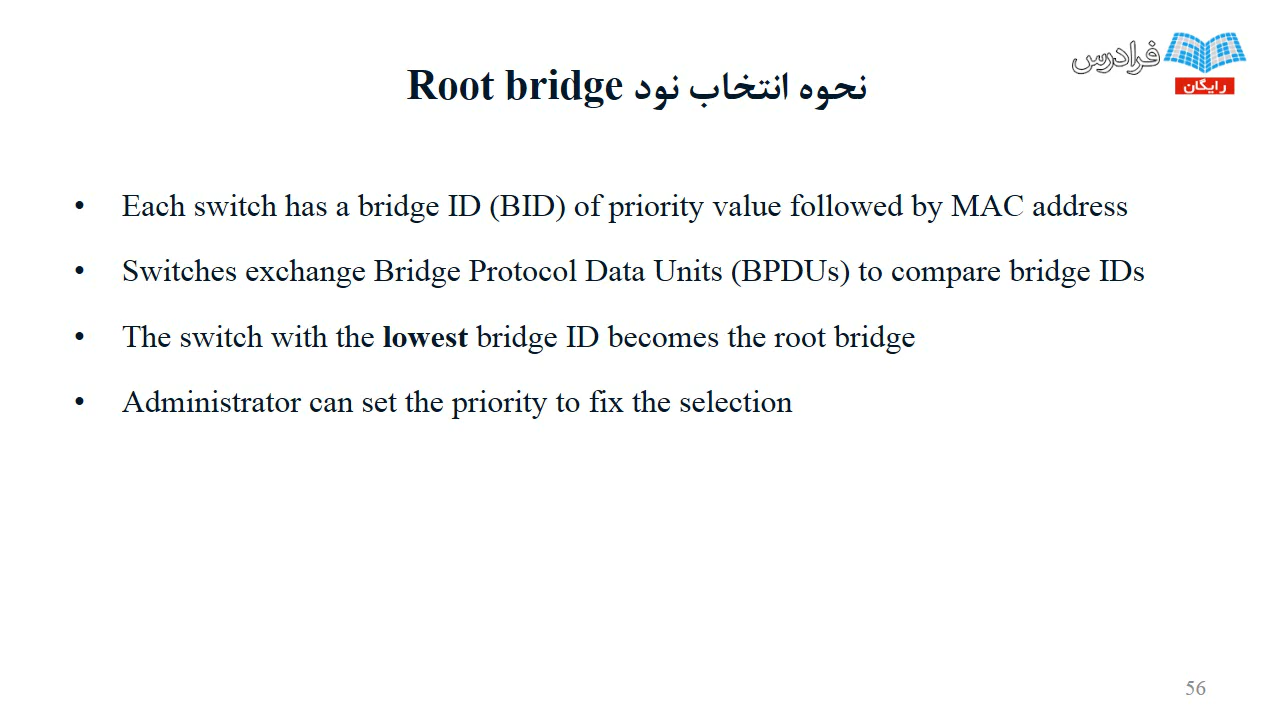 فرادرس
رایگان
نحوه انتخاب نود Root bridge
• Each switch has a bridge ID (BID) of priority value followed by MAC address
• Switches exchange Bridge Protocol Data Units (BPDUs) to compare bridge IDs
• The switch with the lowest bridge ID becomes the root bridge
• Administrator can set the priority to fix the selection
56